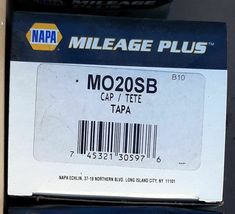 NAPA MILEAGE PLUS™
B10
MO20SB
CAP / TETE
TAPA
7 45321 30597 6
NAPA ECHLIN, 37-18 NORTHERN BLVD. LONG ISLAND CITY, NY 11101